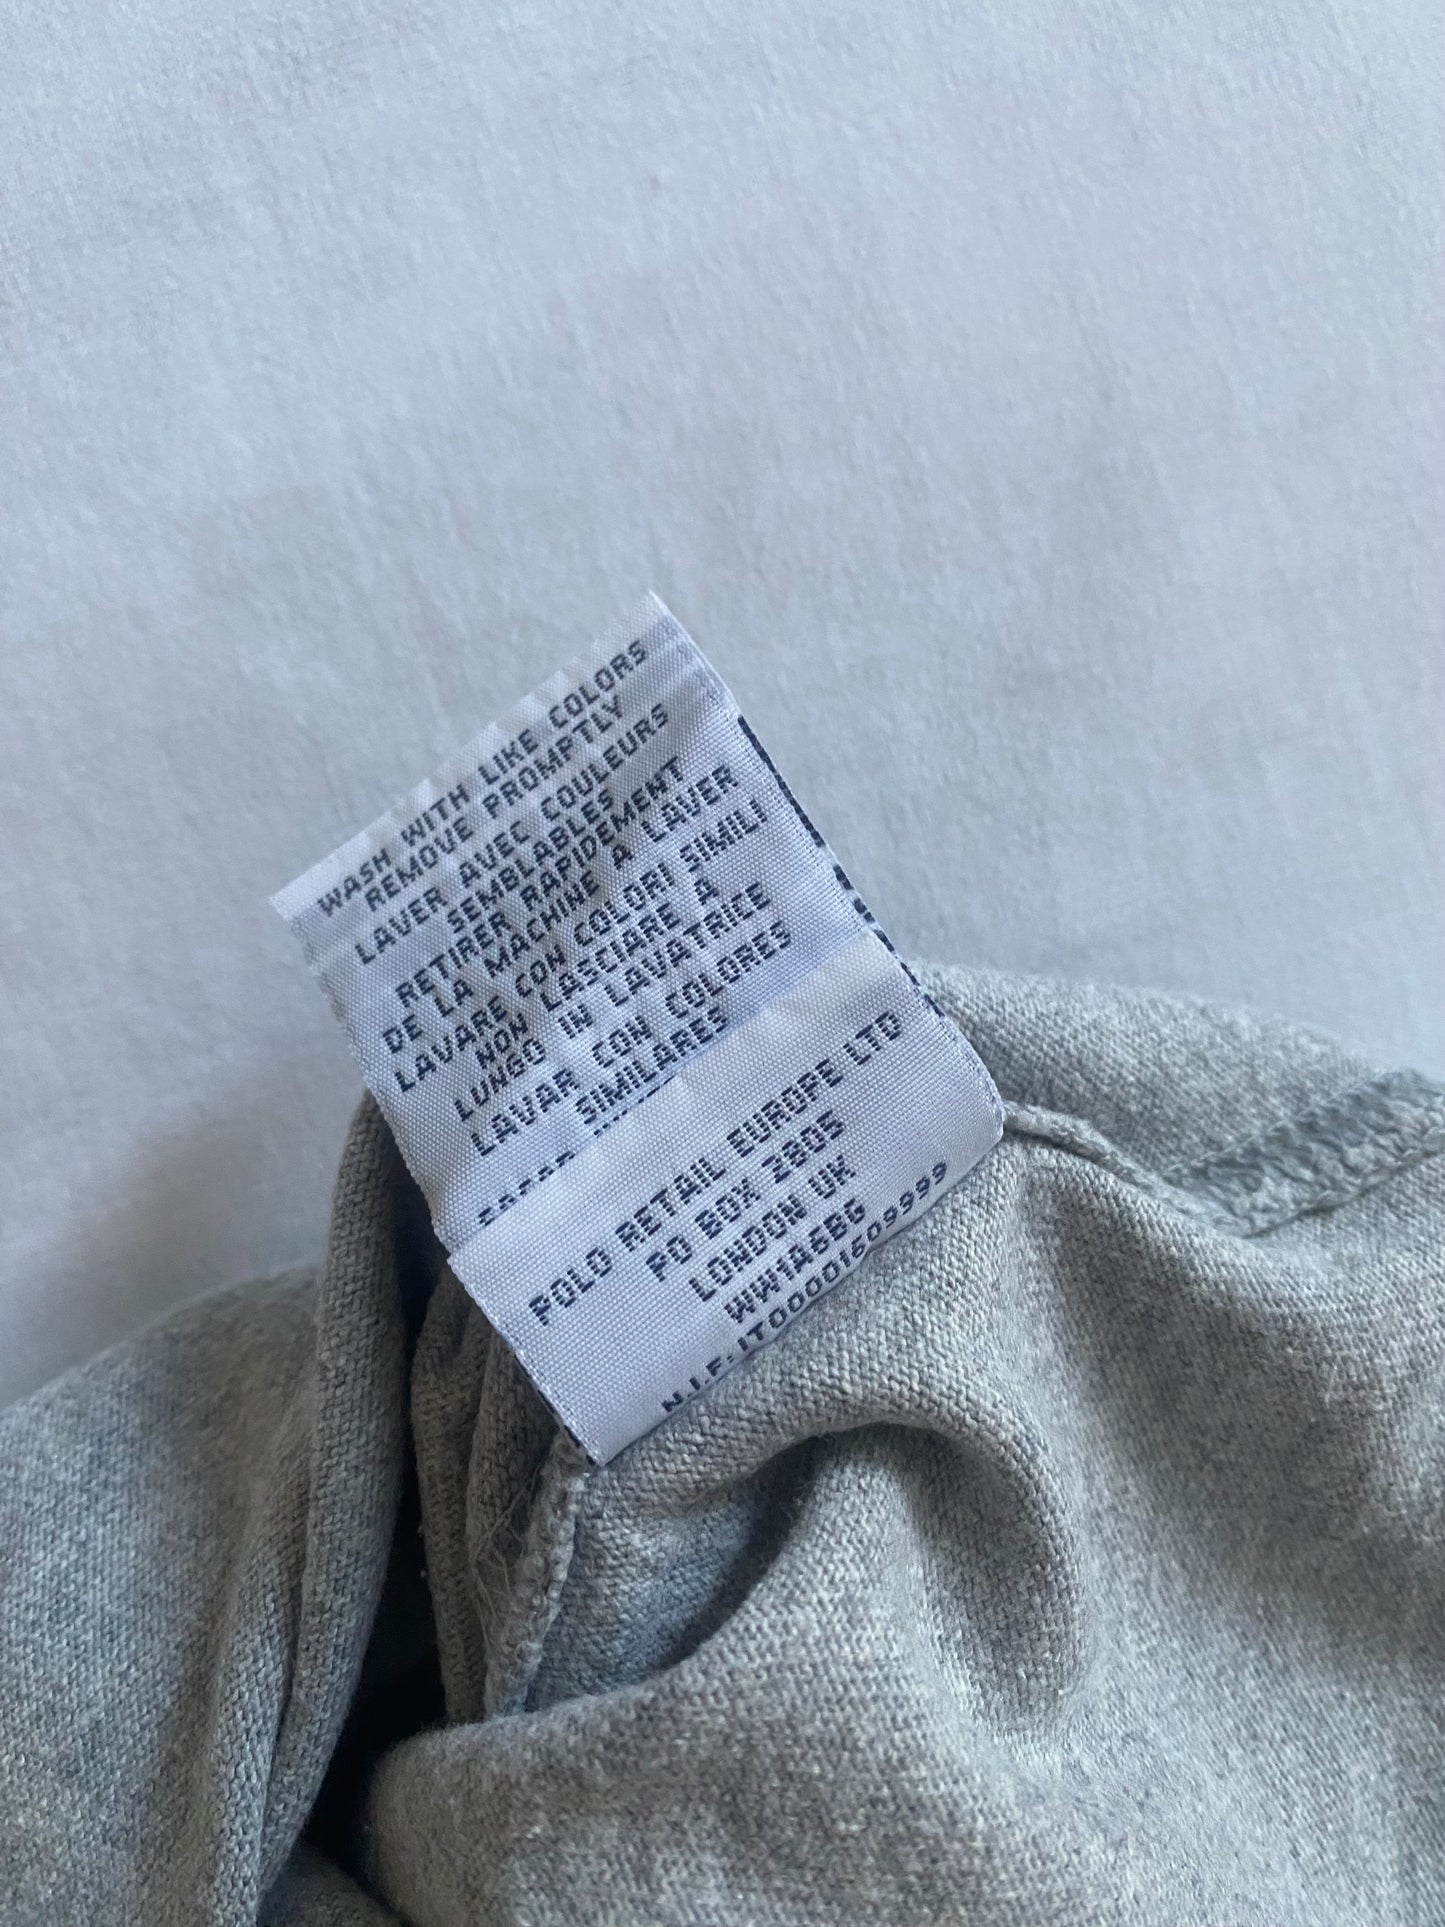 WASH WITH LIKE COLORS
REMOVE PROMPTLY
LAVER AVEC COULEURS
SEMBLABLES
RETIRER RAPIDEMENT
DE LA MACHINE A LAVER
LAVARE CON COLORI SIMILI
NON LASCIARE A
LUNGO IN LAVATRICE
LAVAR CON COLORES
SIMILARES
POLO RETAIL EUROPE LTD
PO BOX 2805
LONDON UK
WW1A6BG
N.I.F: IT00001609999